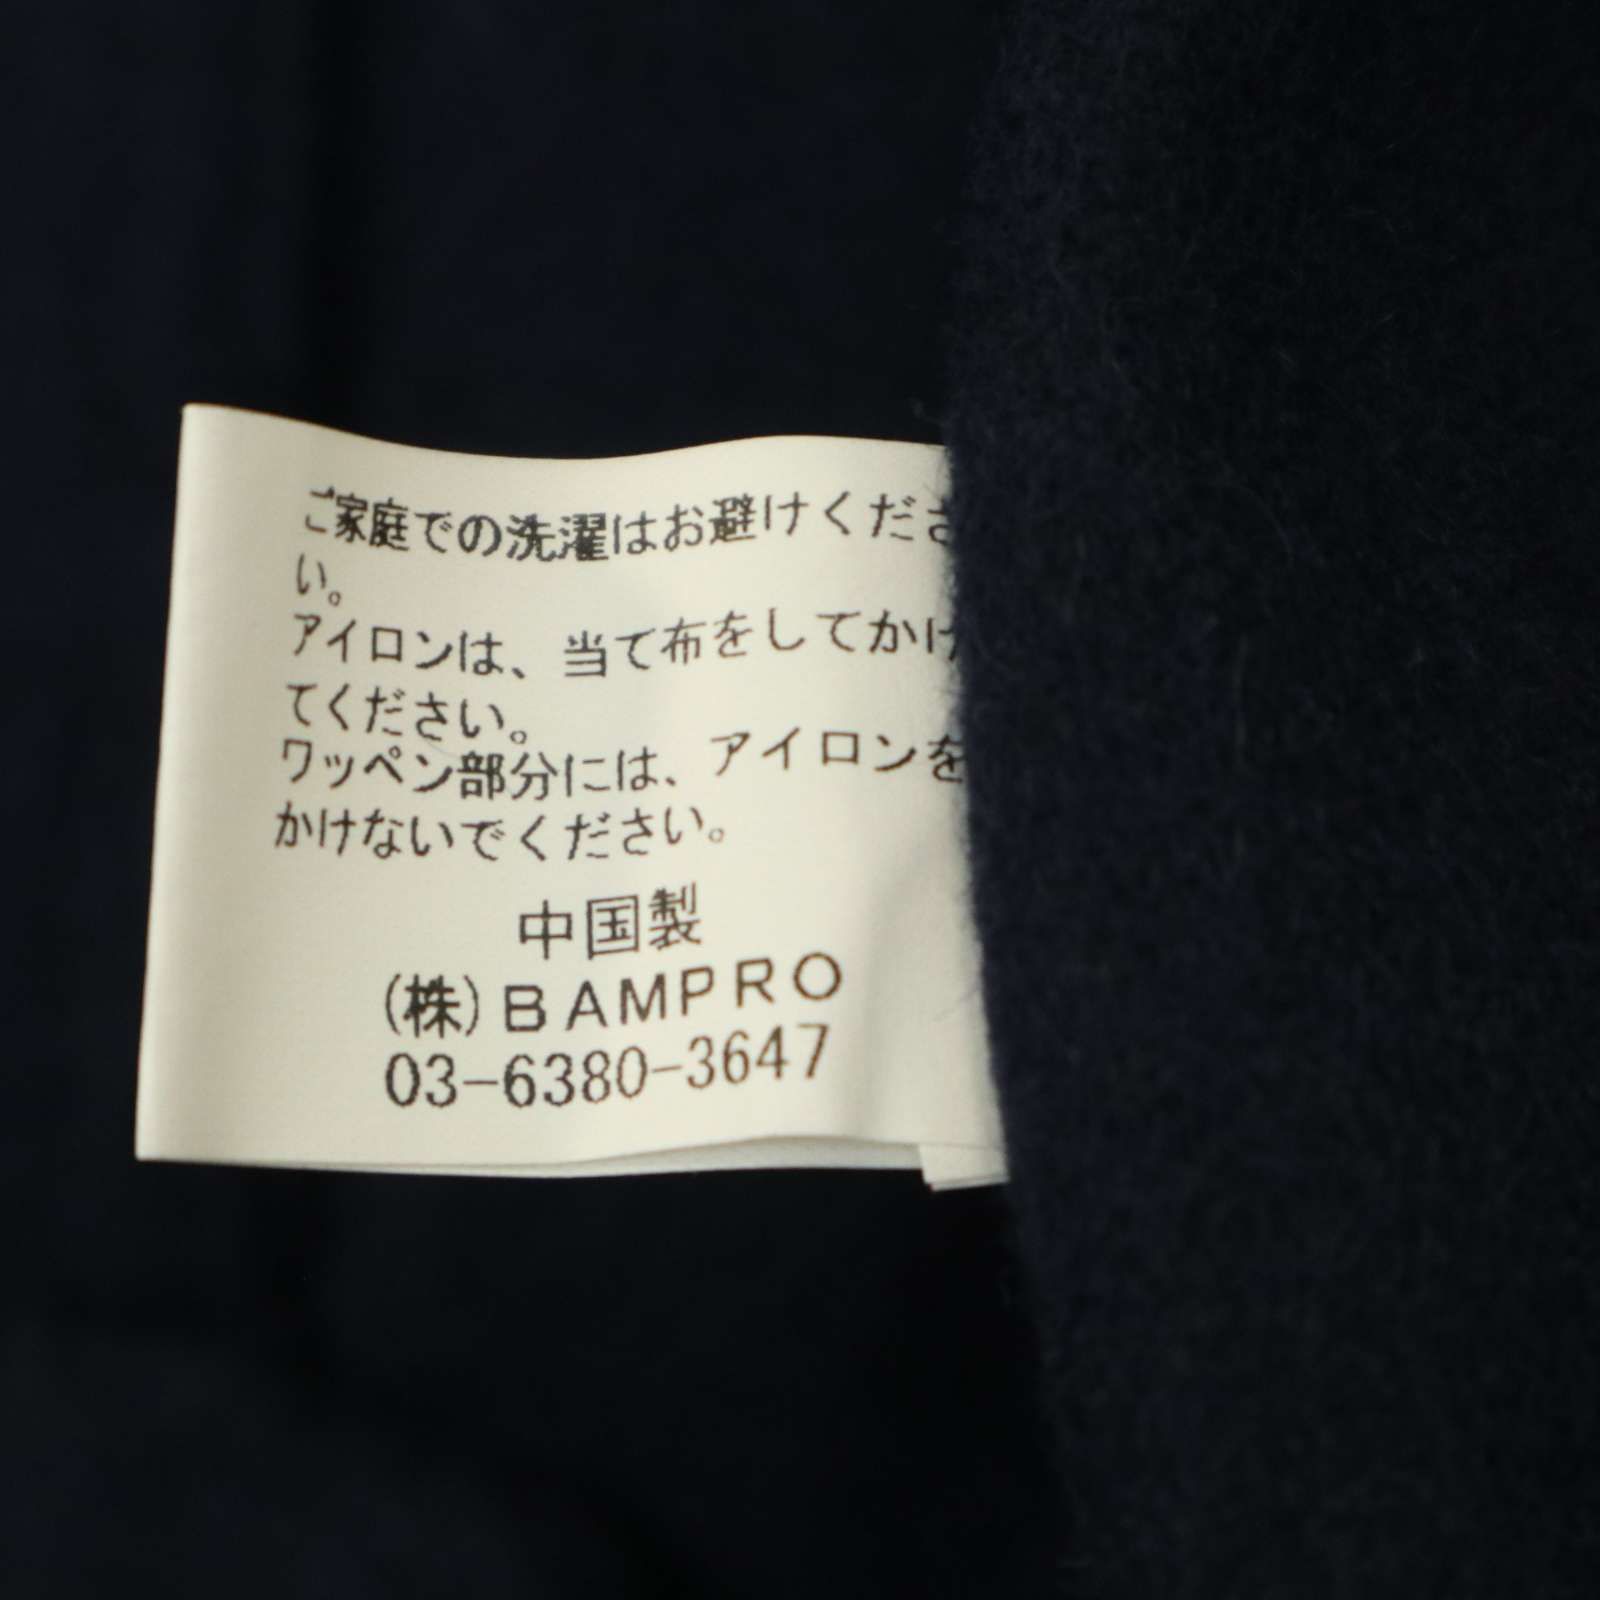 ご家庭での洗濯はお避けくださ
い。
アイロンは、当て布をしてかけ
てください。
ワッペン部分には、アイロンを
かけないでください。
中国製
(株)BAMPRO
03-6380-3647